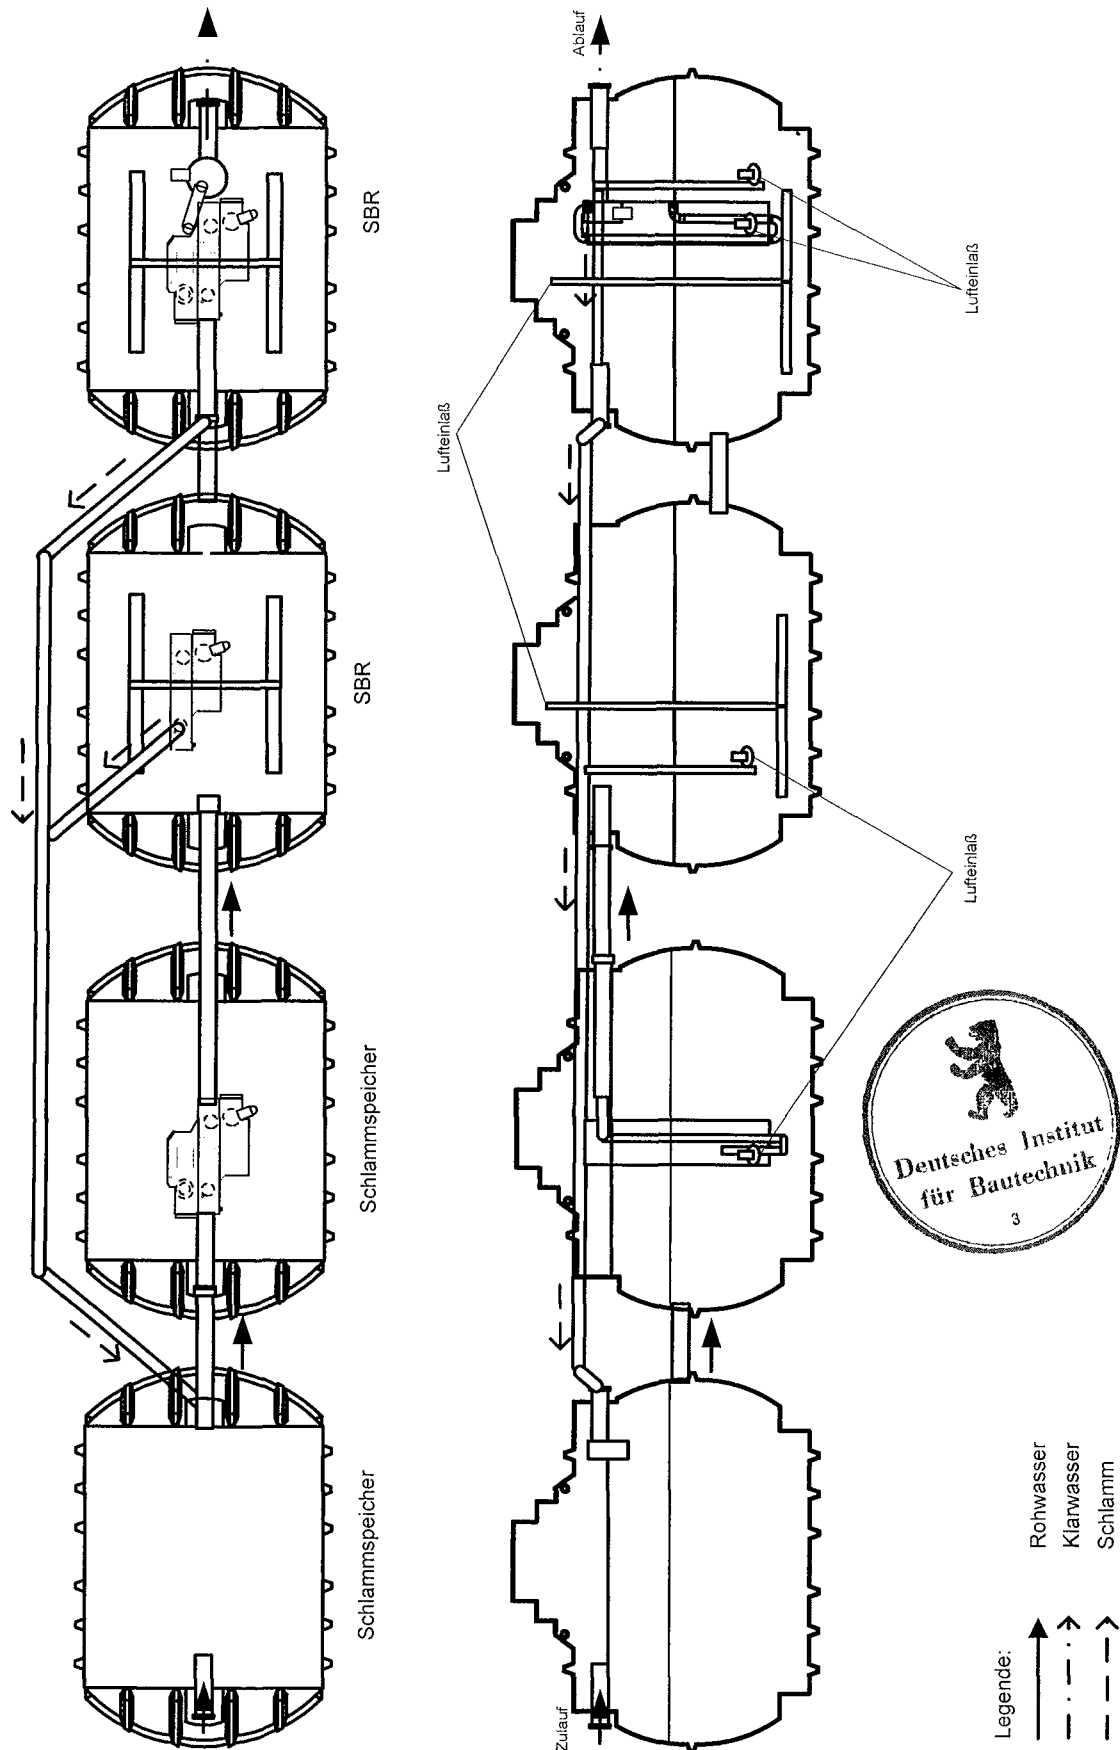 Schlammspeicher
Schlammspeicher
SBR
SBR
Zulauf
Ablauf
Lufteinlaß
Lufteinlaß
Lufteinlaß
Deutsches Institut
für Bautechnik
3
Legende:
Rohwasser
Klarwasser
Schlamm